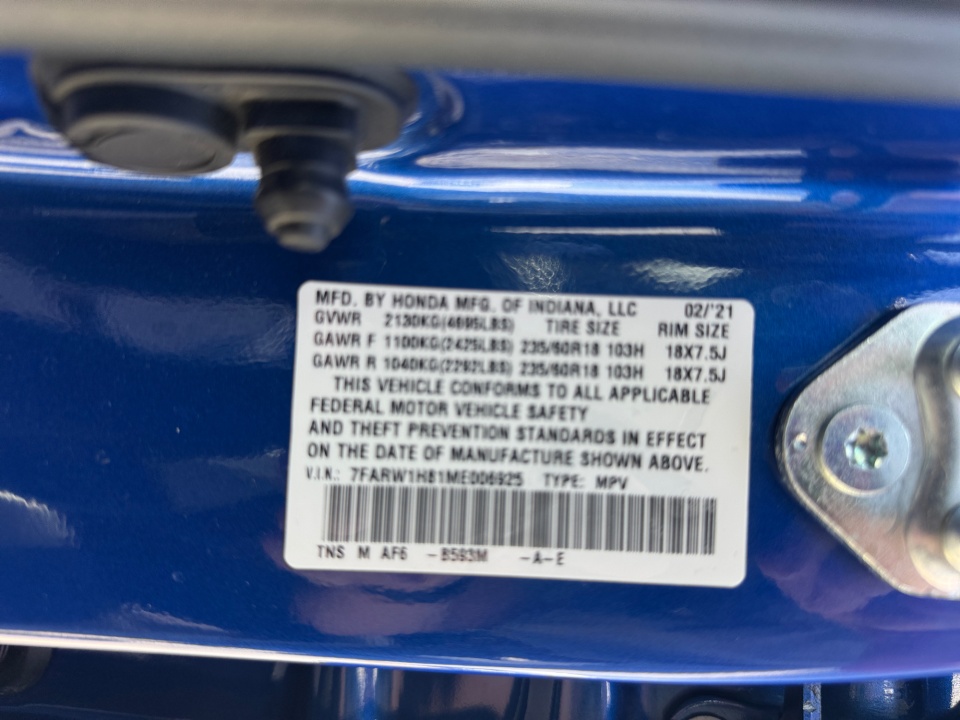 MFD. BY HONDA MFG. OF INDIANA, LLC 02/'21
GVWR 2130KG(4695LBS) TIRE SIZE RIM SIZE
GAWR F 1100KG(2425LBS) 235/60R18 103H 18X7.5J
GAWR R 1040KG(2292LBS) 235/60R18 103H 18X7.5J
THIS VEHICLE CONFORMS TO ALL APPLICABLE
FEDERAL MOTOR VEHICLE SAFETY
AND THEFT PREVENTION STANDARDS IN EFFECT
ON THE DATE OF MANUFACTURE SHOWN ABOVE.
V.I.N.: 7FARW1H81ME006925 TYPE: MPV
TNS M AF6 -B593M -A-E